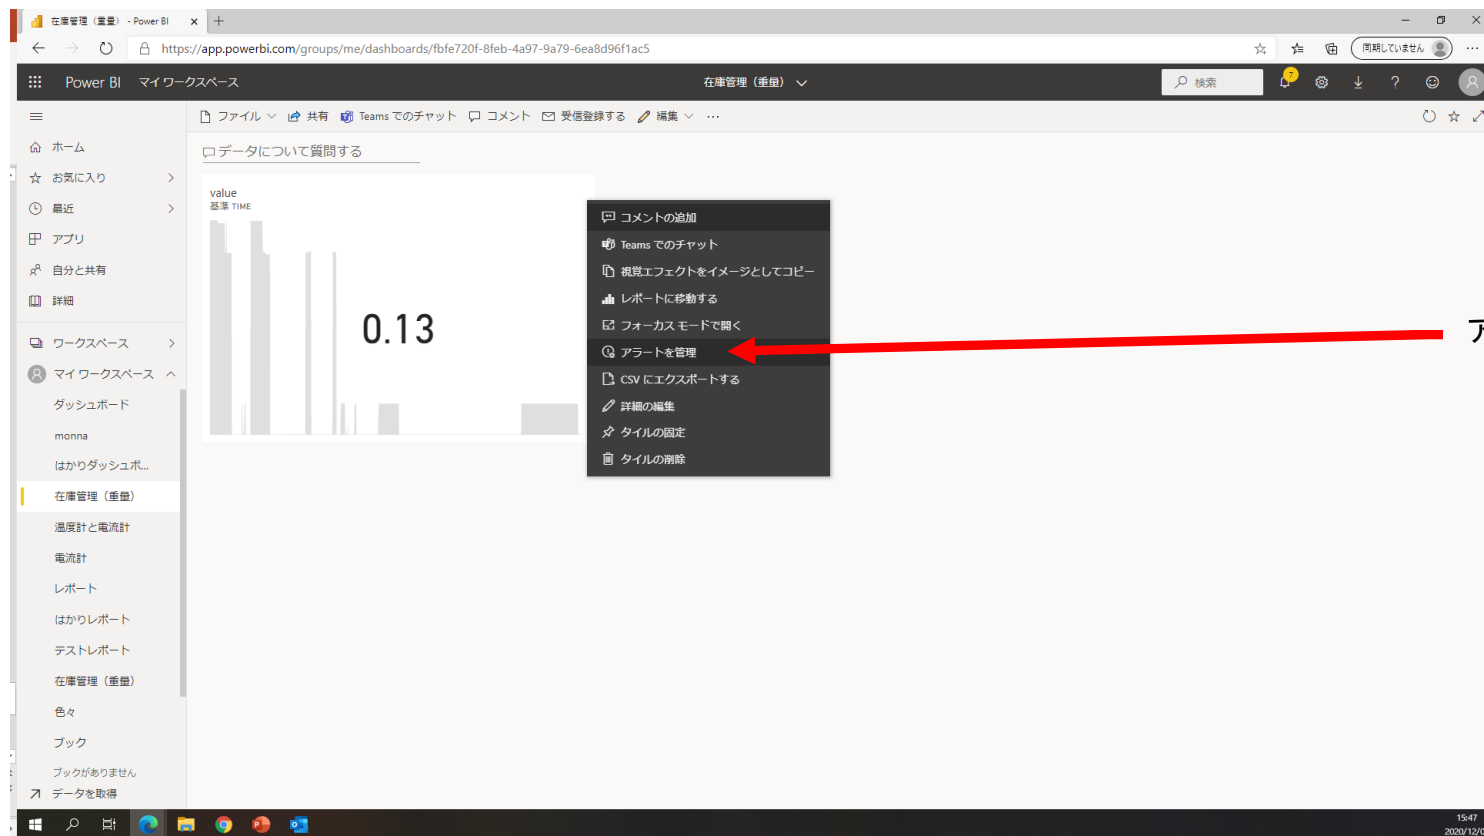 在庫管理（重量） - Power BI
https://app.powerbi.com/groups/me/dashboards/fbfe720f-8feb-4a97-9a79-6ea8d96f1ac5
同期していません
Power BI マイ ワークスペース
在庫管理（重量）
検索
7
ファイル 共有 Teams でのチャット コメント 受信登録する 編集 …
ホーム
お気に入り
最近
アプリ
自分と共有
詳細
ワークスペース
マイ ワークスペース
ダッシュボード
monna
はかりダッシュボ...
在庫管理（重量）
温度計と電流計
電流計
レポート
はかりレポート
テストレポート
在庫管理（重量）
色々
ブック
ブックがありません
データを取得
データについて質問する
value
基準 TIME
0.13
コメントの追加
Teams でのチャット
視覚エフェクトをイメージとしてコピー
レポートに移動する
フォーカス モードで開く
アラートを管理
CSV にエクスポートする
詳細の編集
タイルの固定
タイルの削除
ア
15:47
2020/12/